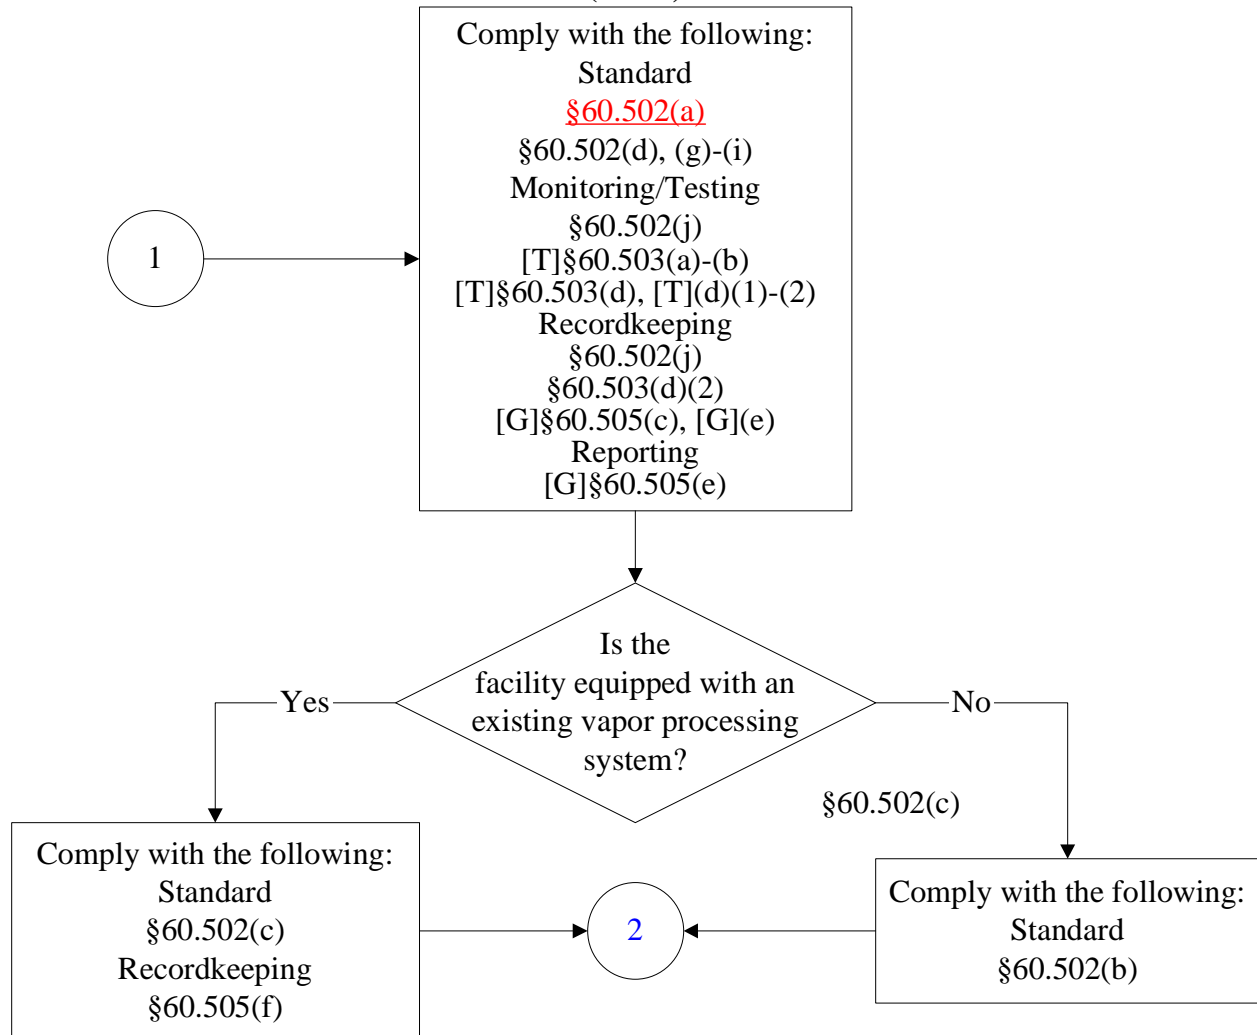 Comply with the following:
Standard
§60.502(a)
§60.502(d), (g)-(i)
Monitoring/Testing
§60.502(j)
[T]§60.503(a)-(b)
[T]§60.503(d), [T](d)(1)-(2)
Recordkeeping
§60.502(j)
§60.503(d)(2)
[G]§60.505(c), [G](e)
Reporting
[G]§60.505(e)
1
Is the
facility equipped with an
existing vapor processing
system?
Yes
No
§60.502(c)
Comply with the following:
Standard
§60.502(c)
Recordkeeping
§60.505(f)
2
Comply with the following:
Standard
§60.502(b)